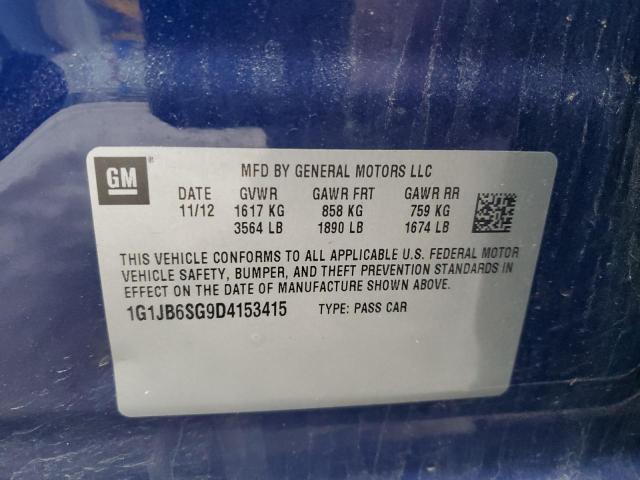 GM
MFD BY GENERAL MOTORS LLC
DATE GVWR GAWR FRT GAWR RR
11/12 1617 KG 858 KG 759 KG
3564 LB 1890 LB 1674 LB
THIS VEHICLE CONFORMS TO ALL APPLICABLE U.S. FEDERAL MOTOR
VEHICLE SAFETY, BUMPER, AND THEFT PREVENTION STANDARDS IN
EFFECT ON THE DATE OF MANUFACTURE SHOWN ABOVE.
1G1JB6SG9D4153415 TYPE: PASS CAR